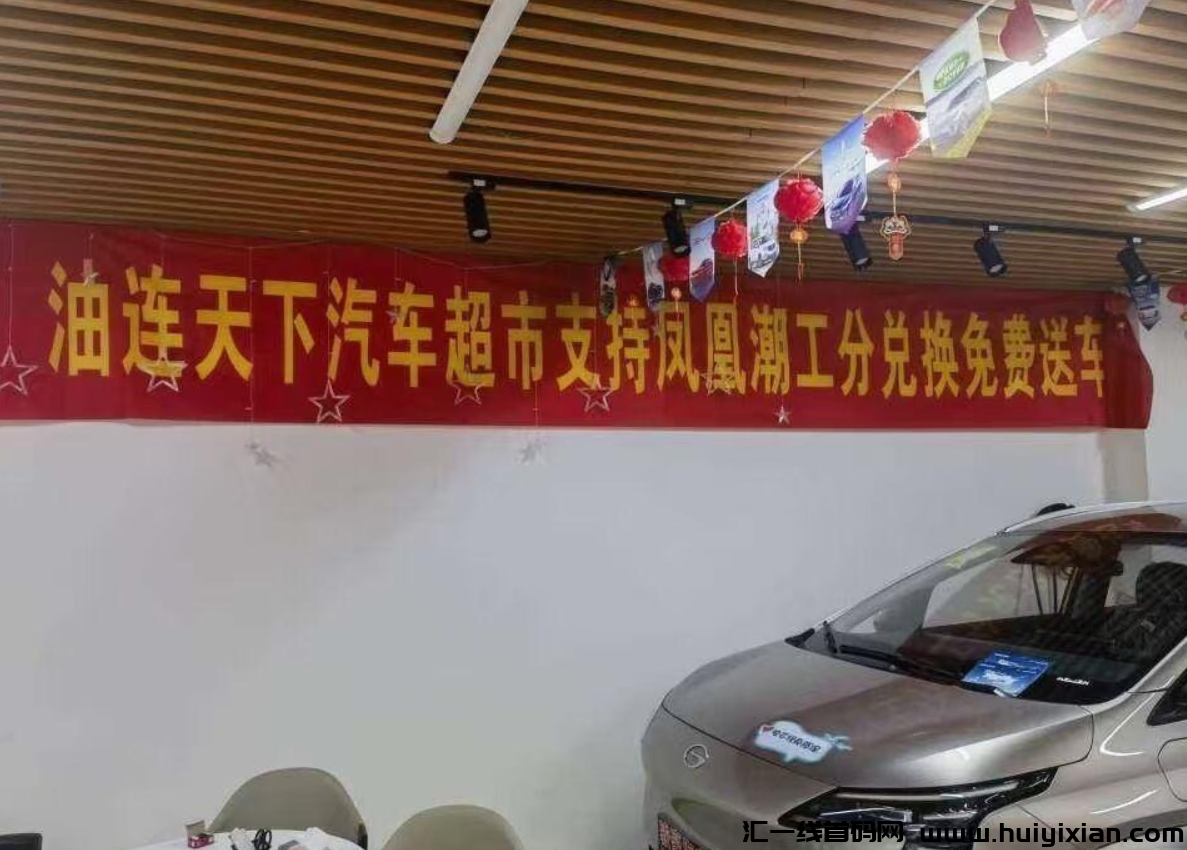 油连天下汽车超市支持凤凰潮工分兑换免费送车
汇一线首码网 www.huiyixian.com